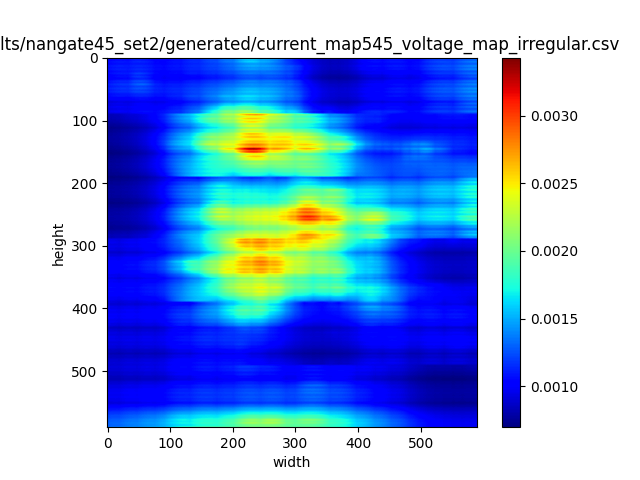 lts/nangate45_set2/generated/current_map545_voltage_map_irregular.csv
0
100
200
300
400
500
height
0 100 200 300 400 500
width
0.0030
0.0025
0.0020
0.0015
0.0010